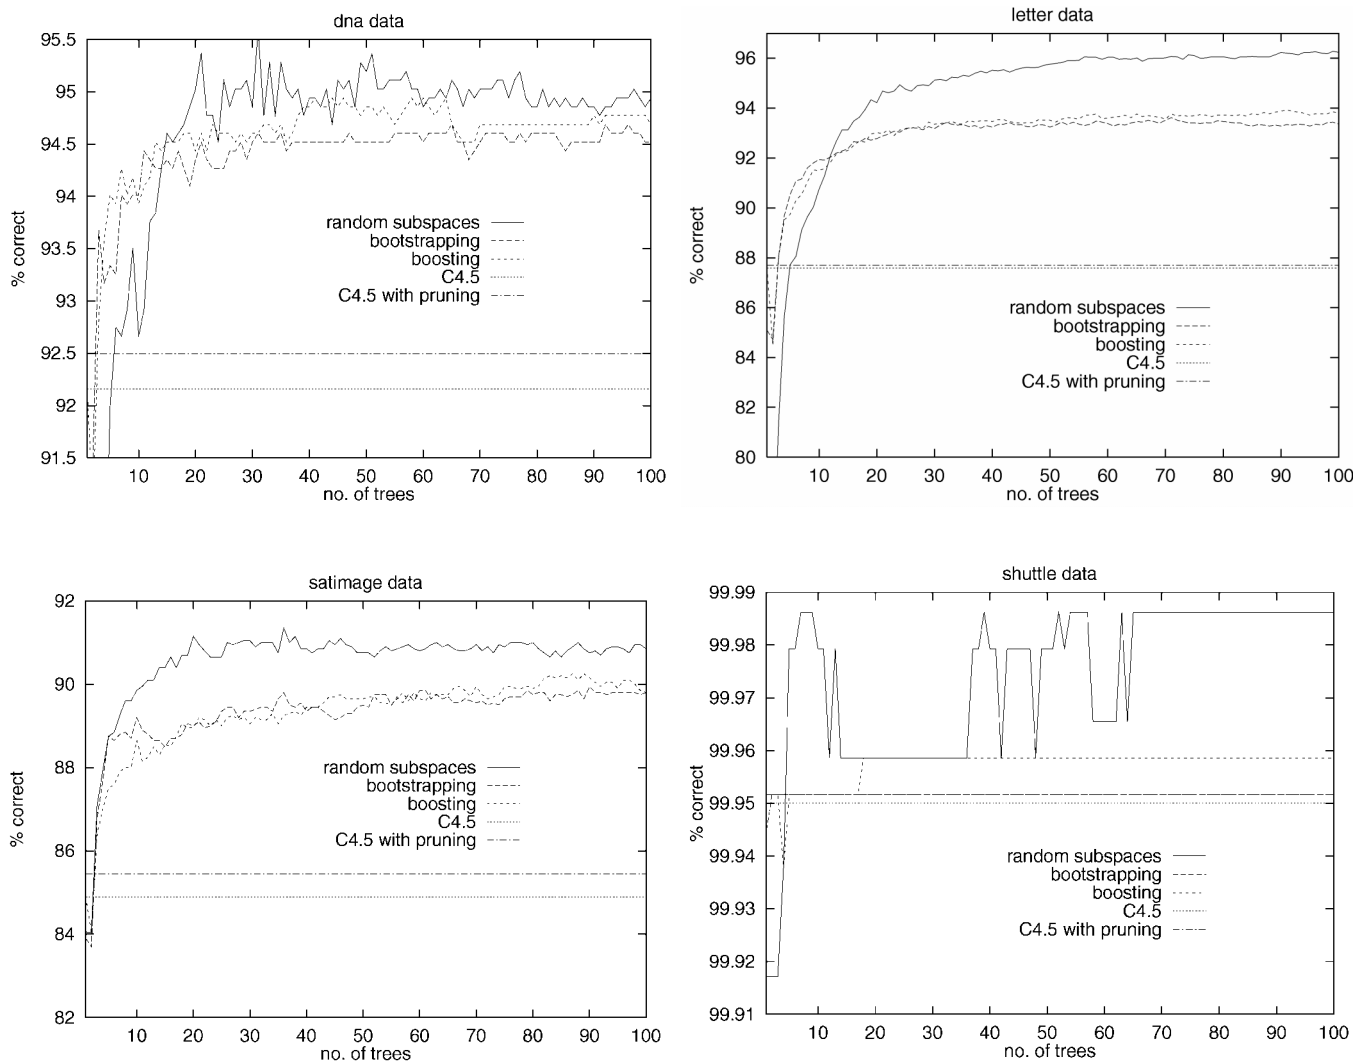 dna data
95.5
95
94.5
94
93.5
93
92.5
92
91.5
% correct
random subspaces
bootstrapping
boosting
C4.5
C4.5 with pruning
10 20 30 40 50 60 70 80 90 100
no. of trees
letter data
96
94
92
90
88
86
84
82
80
% correct
random subspaces
bootstrapping
boosting
C4.5
C4.5 with pruning
10 20 30 40 50 60 70 80 90 100
no. of trees
satimage data
92
90
88
86
84
82
% correct
random subspaces
bootstrapping
boosting
C4.5
C4.5 with pruning
10 20 30 40 50 60 70 80 90 100
no. of trees
shuttle data
99.99
99.98
99.97
99.96
99.95
99.94
99.93
99.92
99.91
% correct
random subspaces
bootstrapping
boosting
C4.5
C4.5 with pruning
10 20 30 40 50 60 70 80 90 100
no. of trees